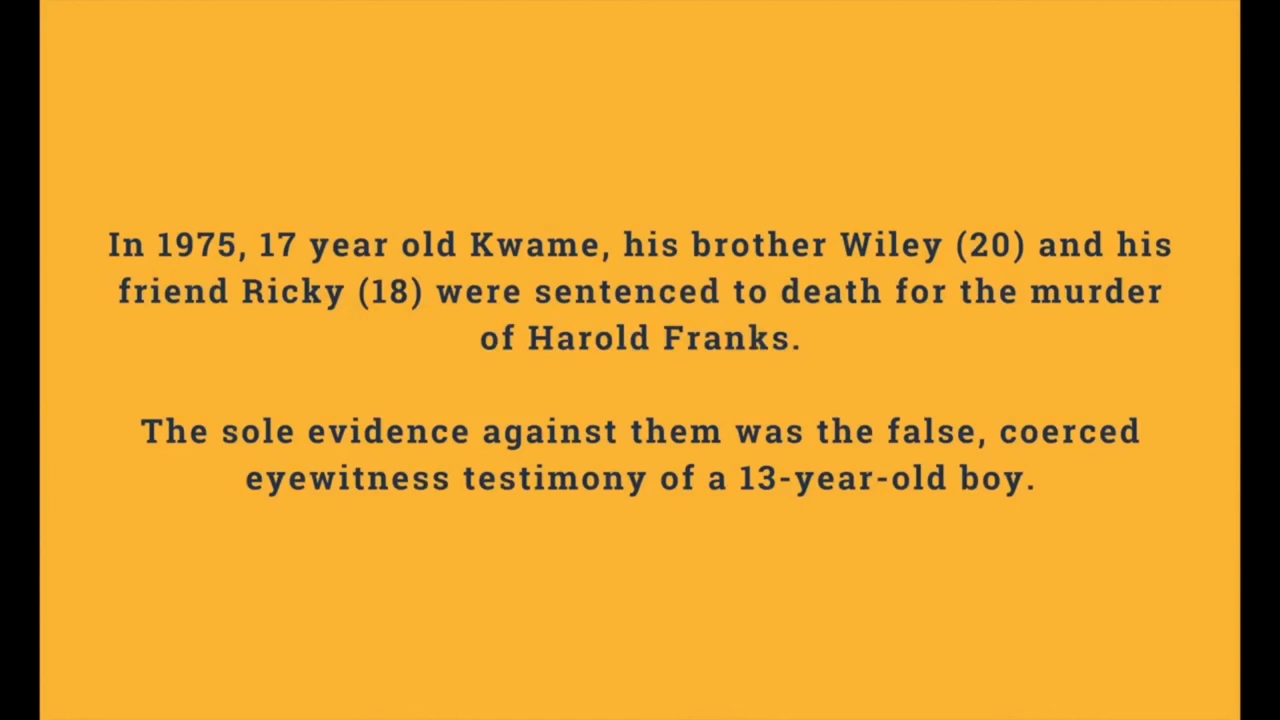 In 1975, 17 year old Kwame, his brother Wiley (20) and his
friend Ricky (18) were sentenced to death for the murder
of Harold Franks.
The sole evidence against them was the false, coerced
eyewitness testimony of a 13-year-old boy.